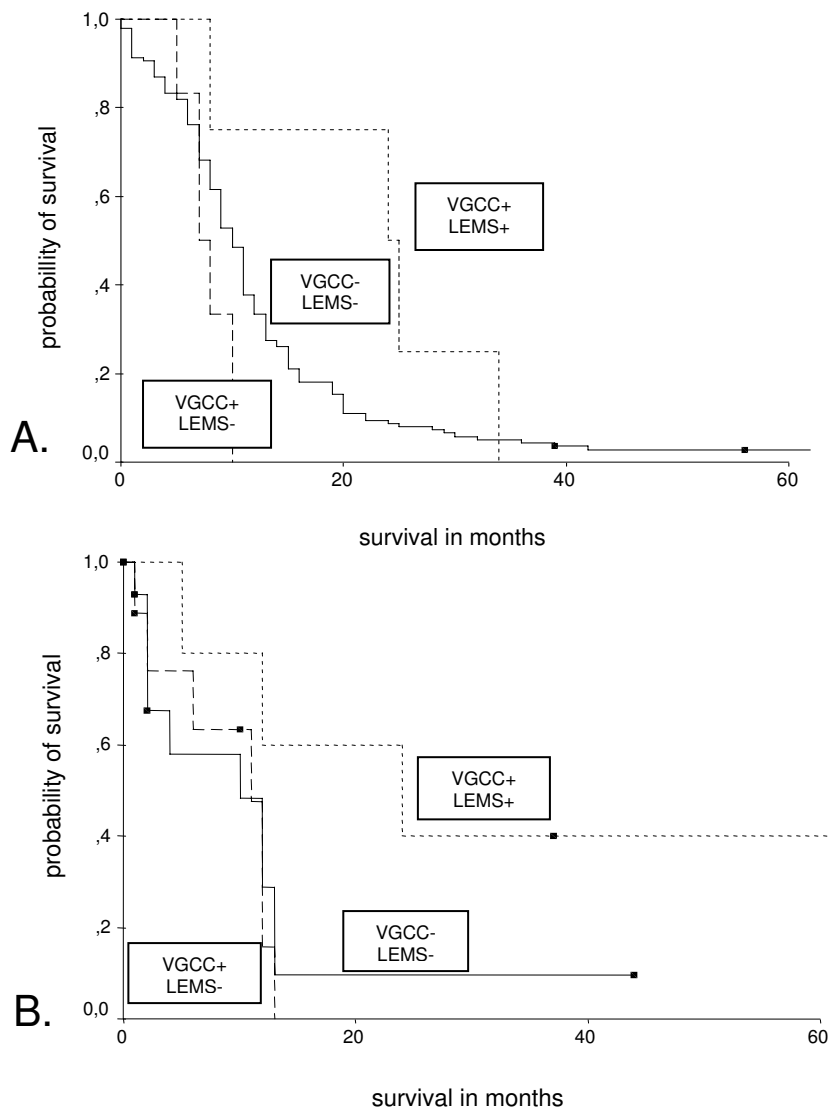 1,0
,8
,6
,4
,2
0,0
probabillity of survival
VGCC+
LEMS+
VGCC-
LEMS-
VGCC+
LEMS-
A.
0
20
40
60
survival in months
1,0
,8
,6
,4
,2
0,0
probability of survival
VGCC+
LEMS+
VGCC-
LEMS-
VGCC+
LEMS-
B.
0
20
40
60
survival in months